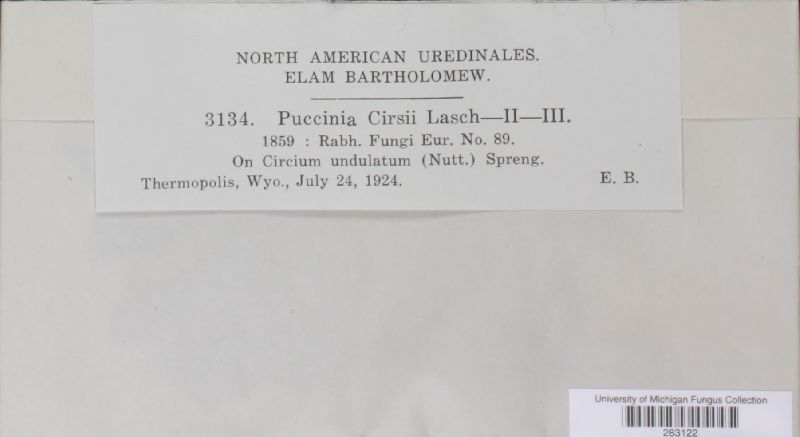 NORTH AMERICAN UREDINALES.
ELAM BARTHOLOMEW.
3134. Puccinia Cirsii Lasch—II—III.
1859 : Rabh. Fungi Eur. No. 89.
On Circium undulatum (Nutt.) Spreng.
Thermopolis, Wyo., July 24, 1924. E. B.
University of Michigan Fungus Collection
263122